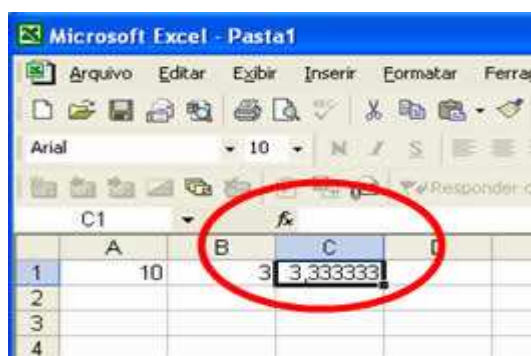 Microsoft Excel - Pasta1
Arquivo Editar Exibir Inserir Formatar Ferra
Arial 10 N I S
Responder
C1 fx
A B C D
1 10 3 3,333333
2
3
4